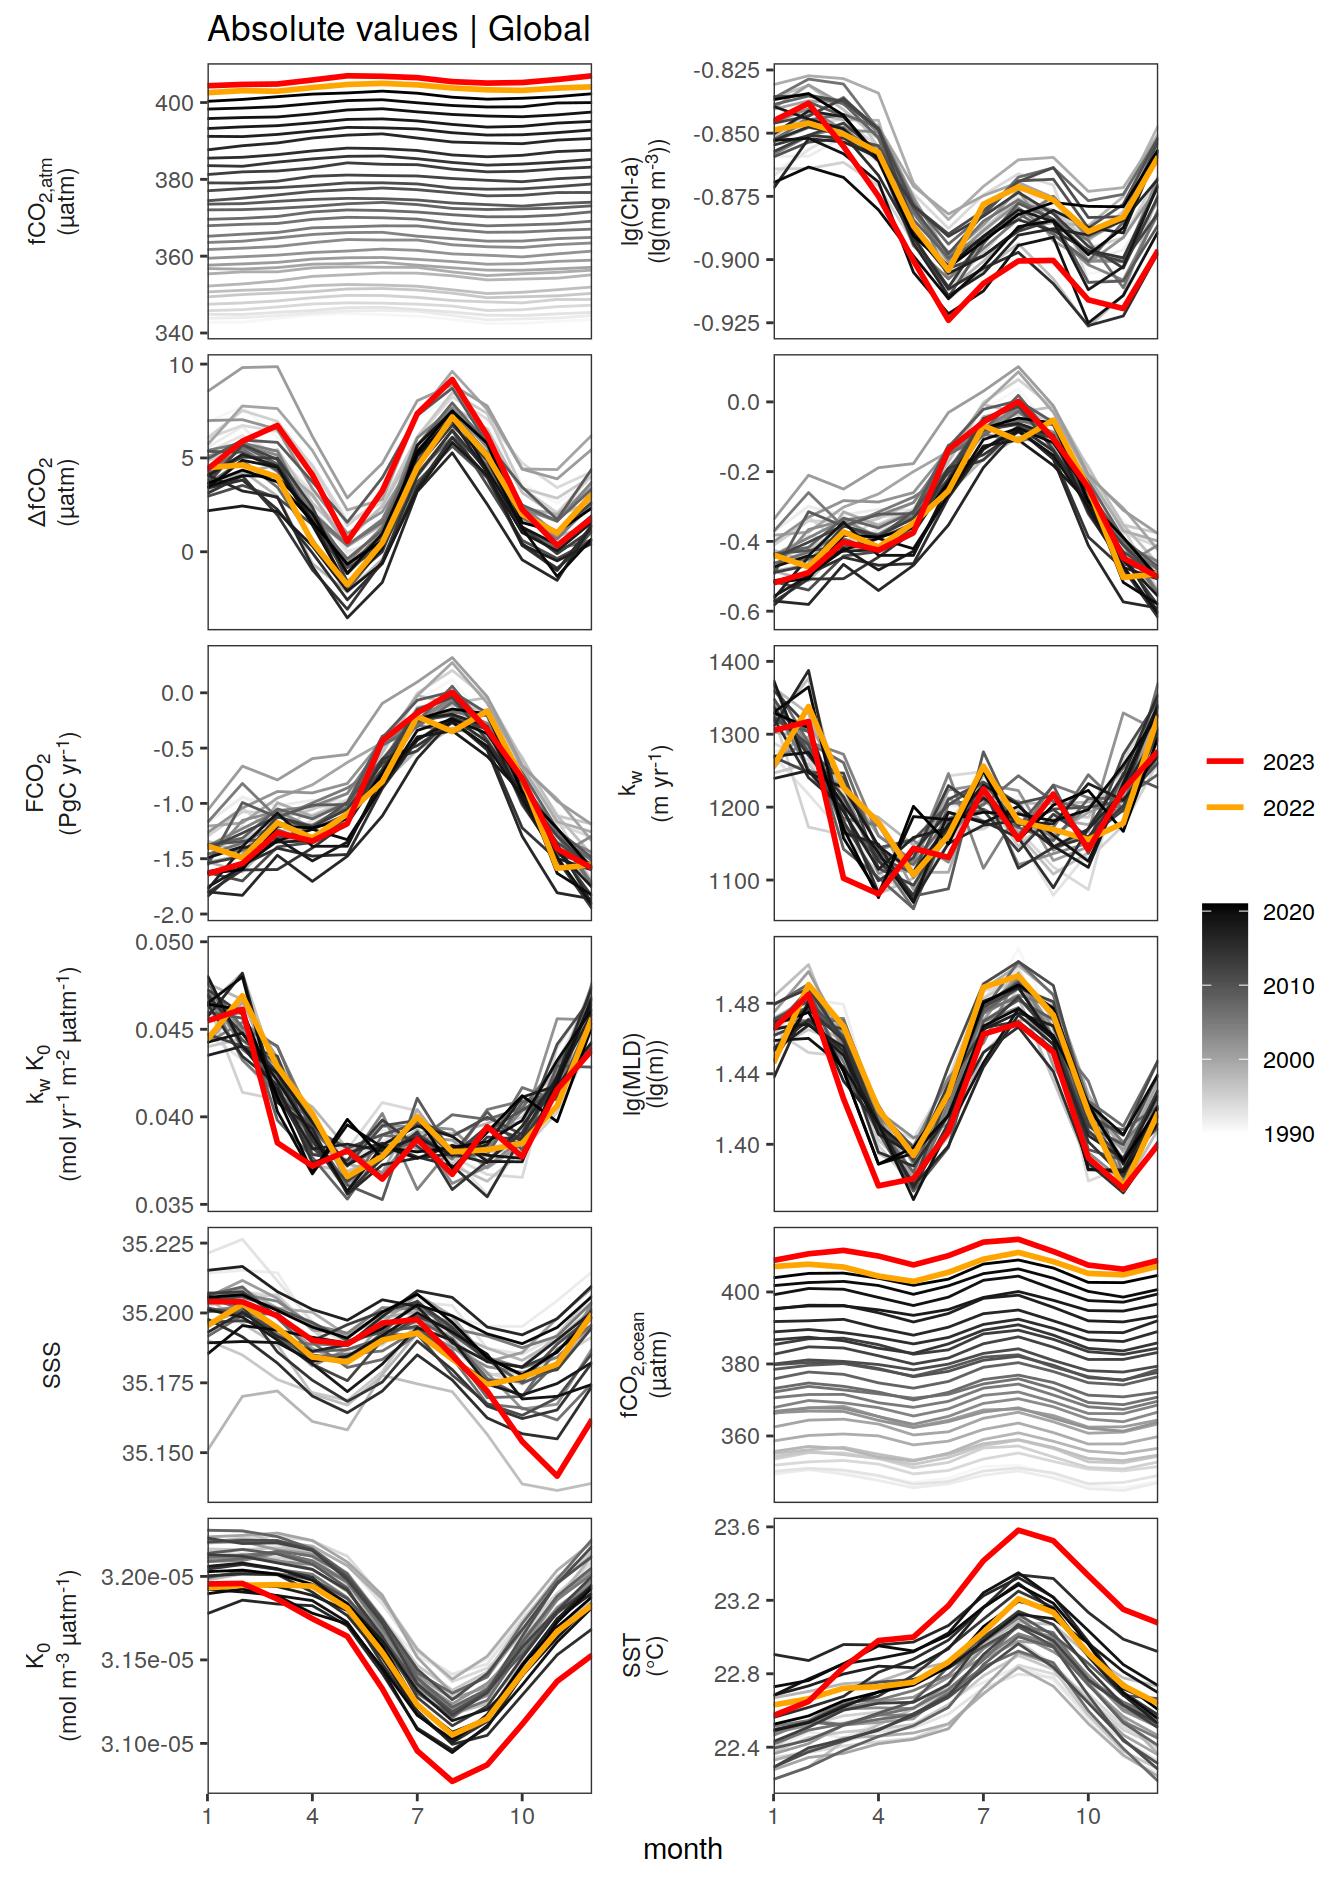 Absolute values | Global
fCO2,atm
(µatm)
400
380
360
340
lg(Chl-a)
(lg(mg m-3))
-0.825
-0.850
-0.875
-0.900
-0.925
ΔfCO2
(µatm)
10
5
0
0.0
-0.2
-0.4
-0.6
FCO2
(PgC yr-1)
0.0
-0.5
-1.0
-1.5
-2.0
kw
(m yr-1)
1400
1300
1200
1100
kw K0
(mol yr-1 m-2 µatm-1)
0.050
0.045
0.040
0.035
lg(MLD)
(lg(m))
1.48
1.44
1.40
SSS
35.225
35.200
35.175
35.150
fCO2,ocean
(µatm)
400
380
360
K0
(mol m-3 µatm-1)
3.20e-05
3.15e-05
3.10e-05
SST
(°C)
23.6
23.2
22.8
22.4
1 4 7 10
1 4 7 10
month
2023
2022
2020
2010
2000
1990